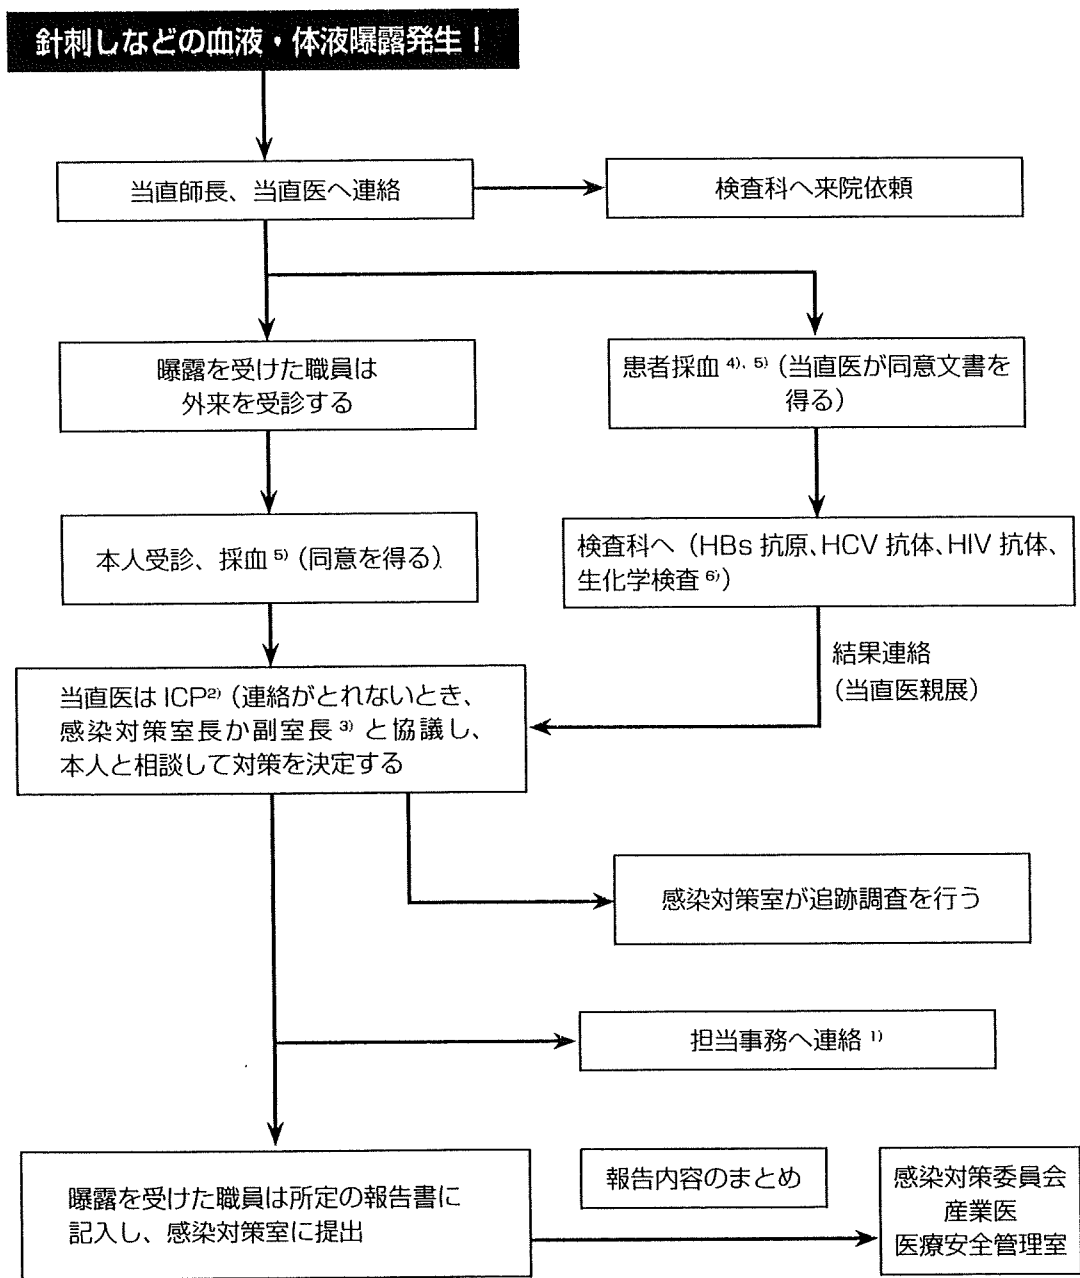 針刺しなどの血液・体液曝露発生！
当直師長、当直医へ連絡
検査科へ来院依頼
曝露を受けた職員は
外来を受診する
患者採血 4)、5)（当直医が同意文書を
得る）
本人受診、採血 5)（同意を得る）
検査科へ（HBs 抗原、HCV 抗体、HIV 抗体、
生化学検査 6)）
結果連絡
（当直医親展）
当直医は ICP2)（連絡がとれないとき、
感染対策室長か副室長 3) と協議し、
本人と相談して対策を決定する
感染対策室が追跡調査を行う
担当事務へ連絡 1)
曝露を受けた職員は所定の報告書に
記入し、感染対策室に提出
報告内容のまとめ
感染対策委員会
産業医
医療安全管理室